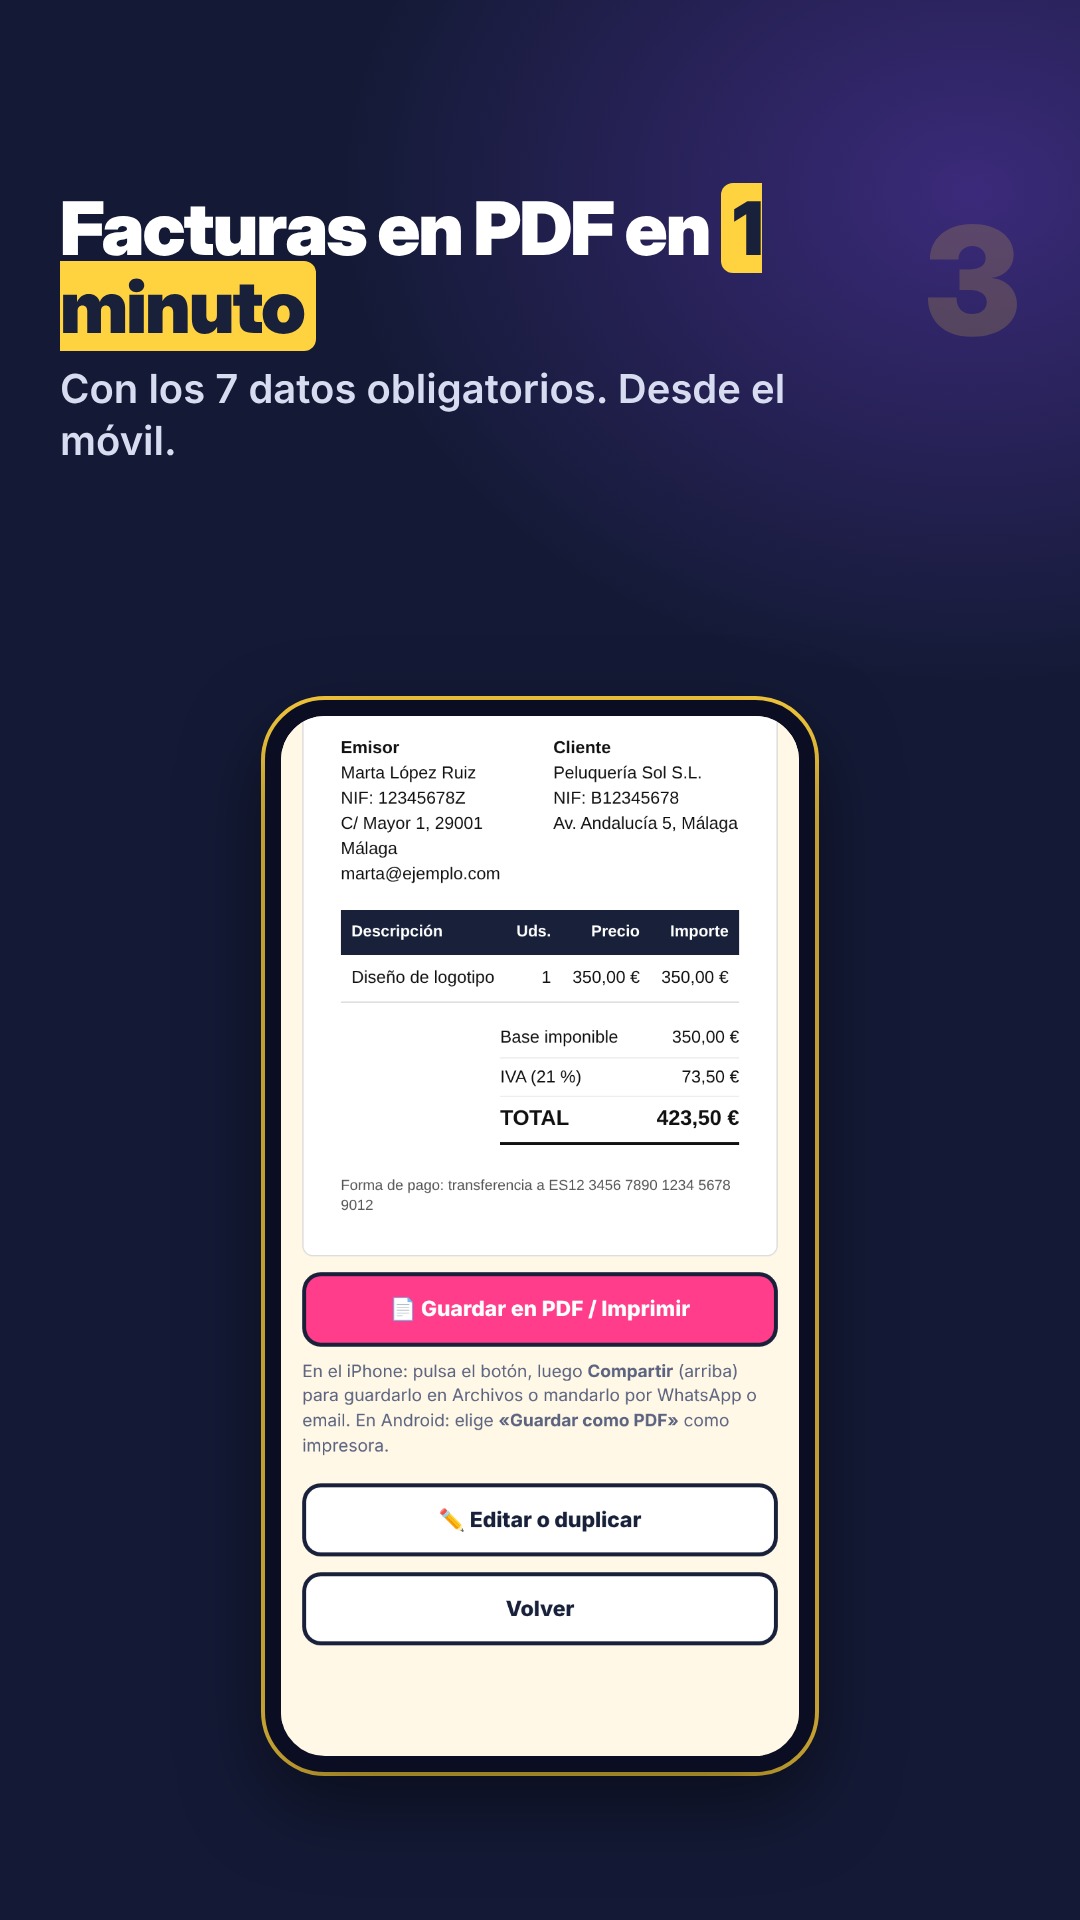 Facturas en PDF en 1
minuto
3
Con los 7 datos obligatorios. Desde el
móvil.
Emisor
Marta López Ruiz
NIF: 12345678Z
C/ Mayor 1, 29001
Málaga
marta@ejemplo.com
Cliente
Peluquería Sol S.L.
NIF: B12345678
Av. Andalucía 5, Málaga
Descripción Uds. Precio Importe
Diseño de logotipo 1 350,00 € 350,00 €
Base imponible 350,00 €
IVA (21 %) 73,50 €
TOTAL 423,50 €
Forma de pago: transferencia a ES12 3456 7890 1234 5678
9012
📄 Guardar en PDF / Imprimir
En el iPhone: pulsa el botón, luego Compartir (arriba)
para guardarlo en Archivos o mandarlo por WhatsApp o
email. En Android: elige «Guardar como PDF» como
impresora.
✏️ Editar o duplicar
Volver